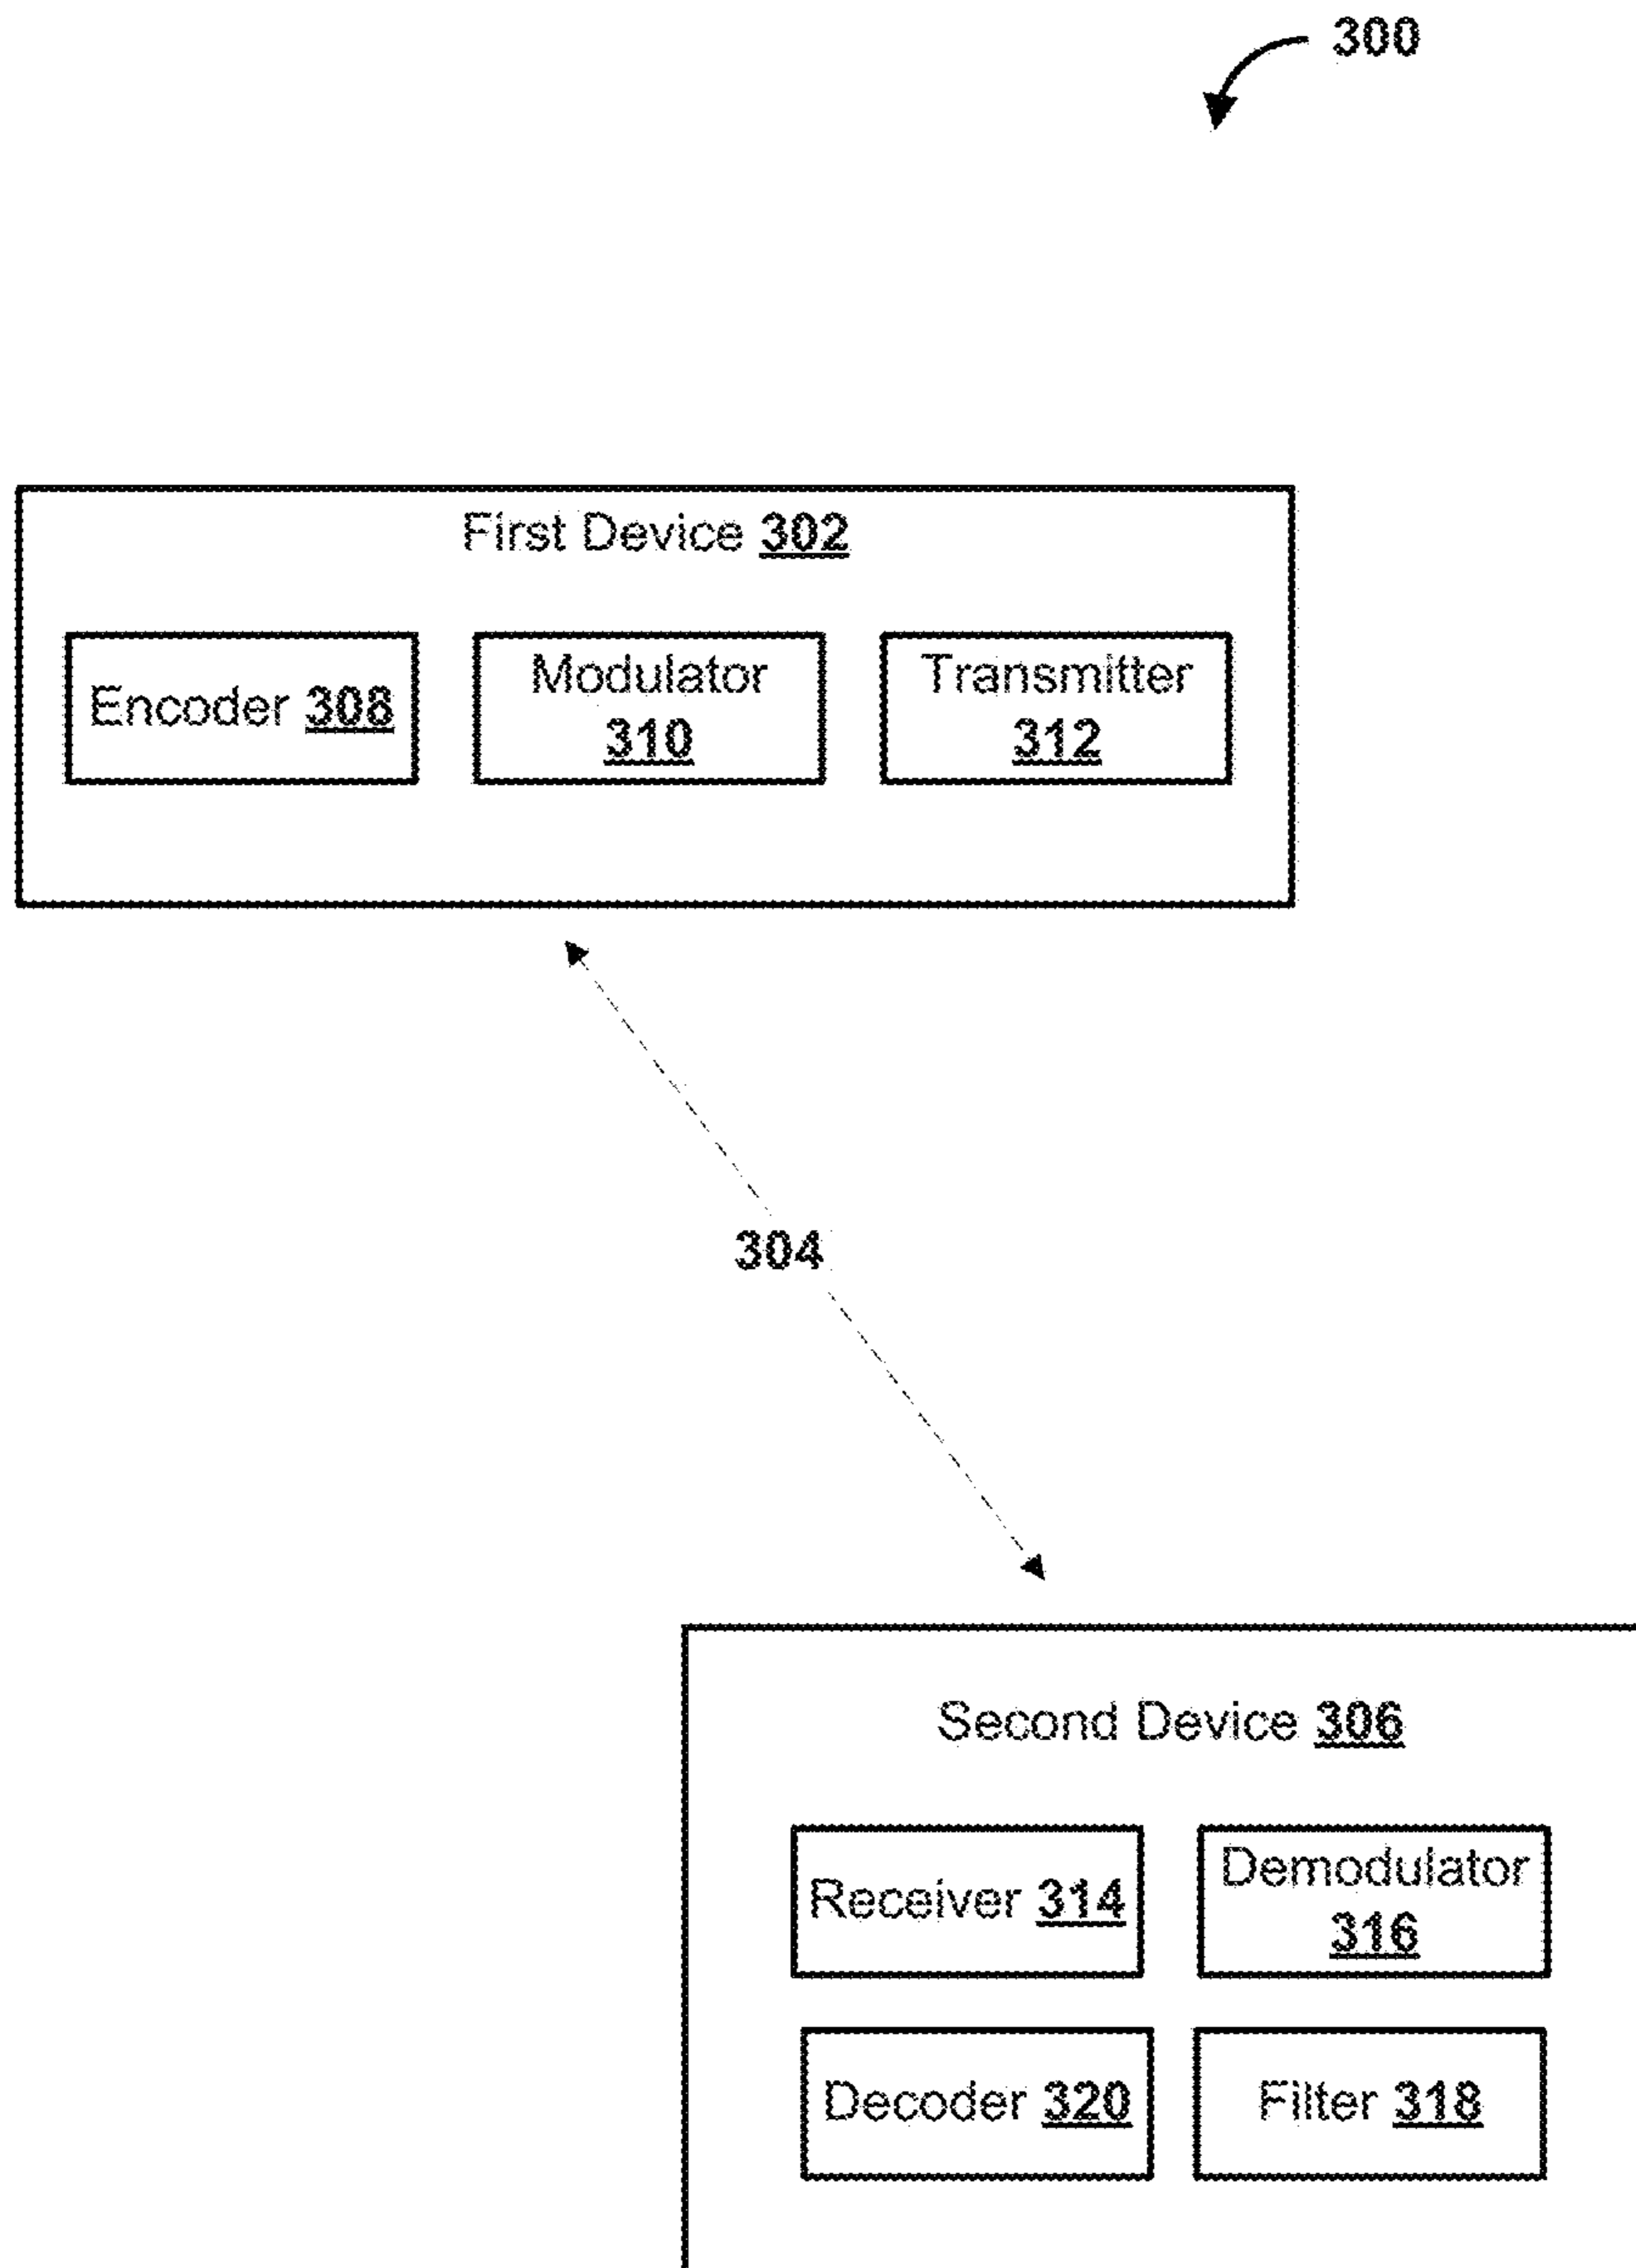 300
First Device 302
Encoder 308
Modulator
310
Transmitter
312
304
Second Device 306
Receiver 314
Demodulator
316
Decoder 320
Filter 318